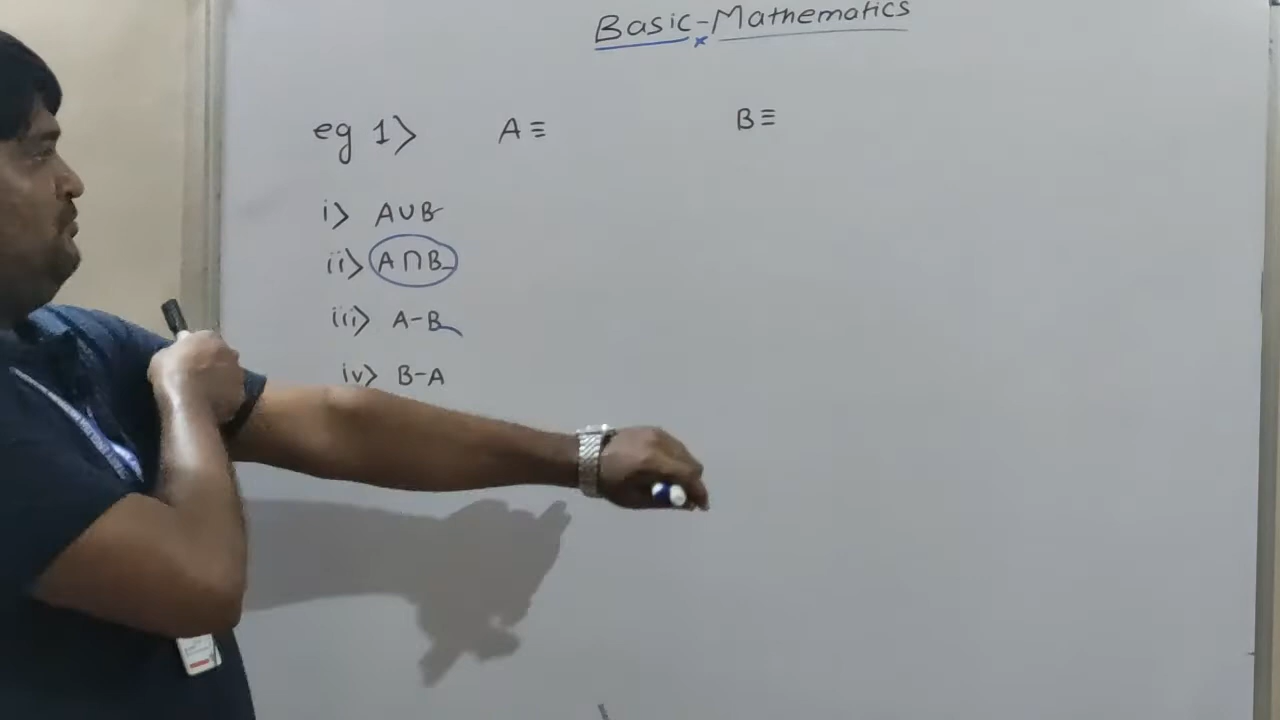 Basic-Mathematics
eg 1> A≡ B≡
i> A∪B
ii> A∩B
iii> A-B
iv> B-A